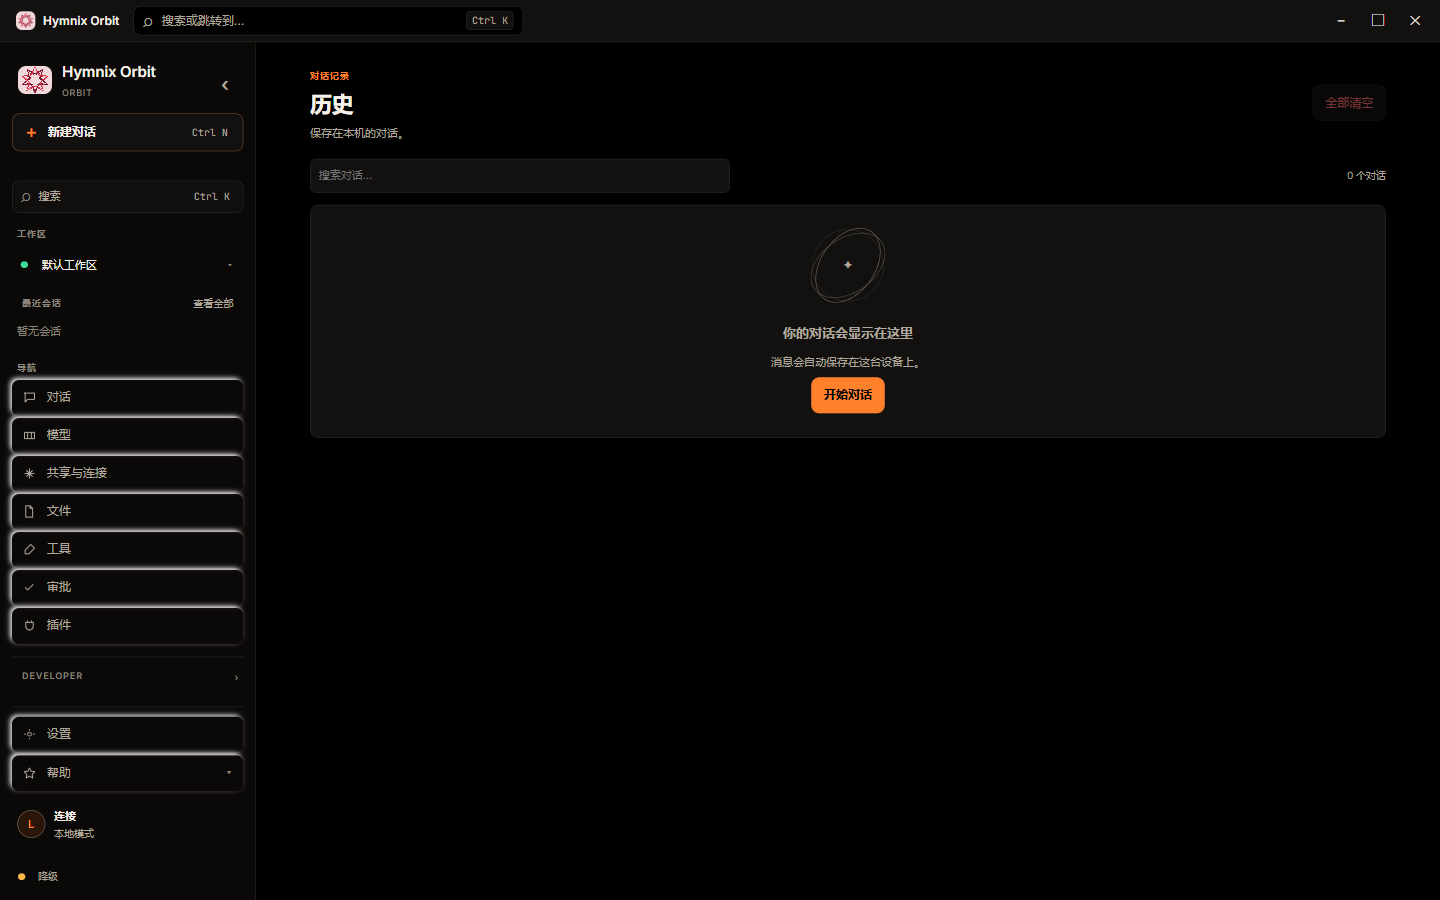 Hymnix Orbit
搜索或跳转到...
Ctrl K
Hymnix Orbit
ORBIT
新建对话
Ctrl N
搜索
Ctrl K
工作区
默认工作区
最近会话
查看全部
暂无会话
导航
对话
模型
共享与连接
文件
工具
审批
插件
DEVELOPER
设置
帮助
L
连接
本地模式
降级
对话记录
历史
保存在本机的对话。
全部清空
搜索对话...
0 个对话
你的对话会显示在这里
消息会自动保存在这台设备上。
开始对话